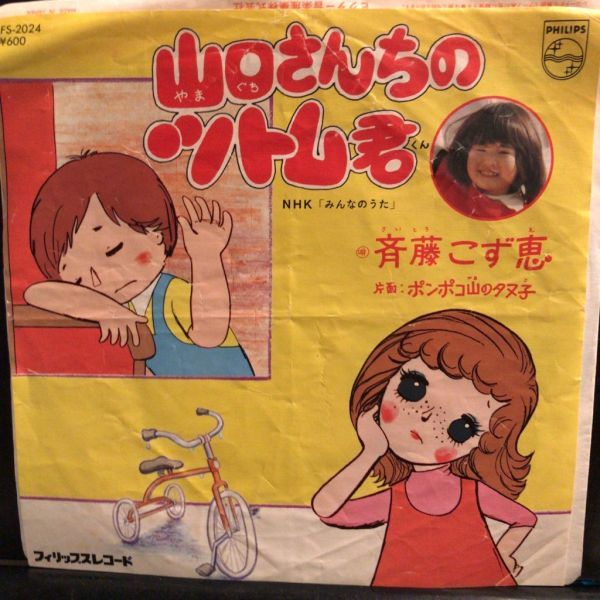 FS-2024
¥600
PHILIPS
山口さんちの
やま ぐち
ツトム君
くん
NHK「みんなのうた」
さいとう え
唄 斉藤こず恵
片面:ポンポコ山のタヌ子
フィリップスレコード